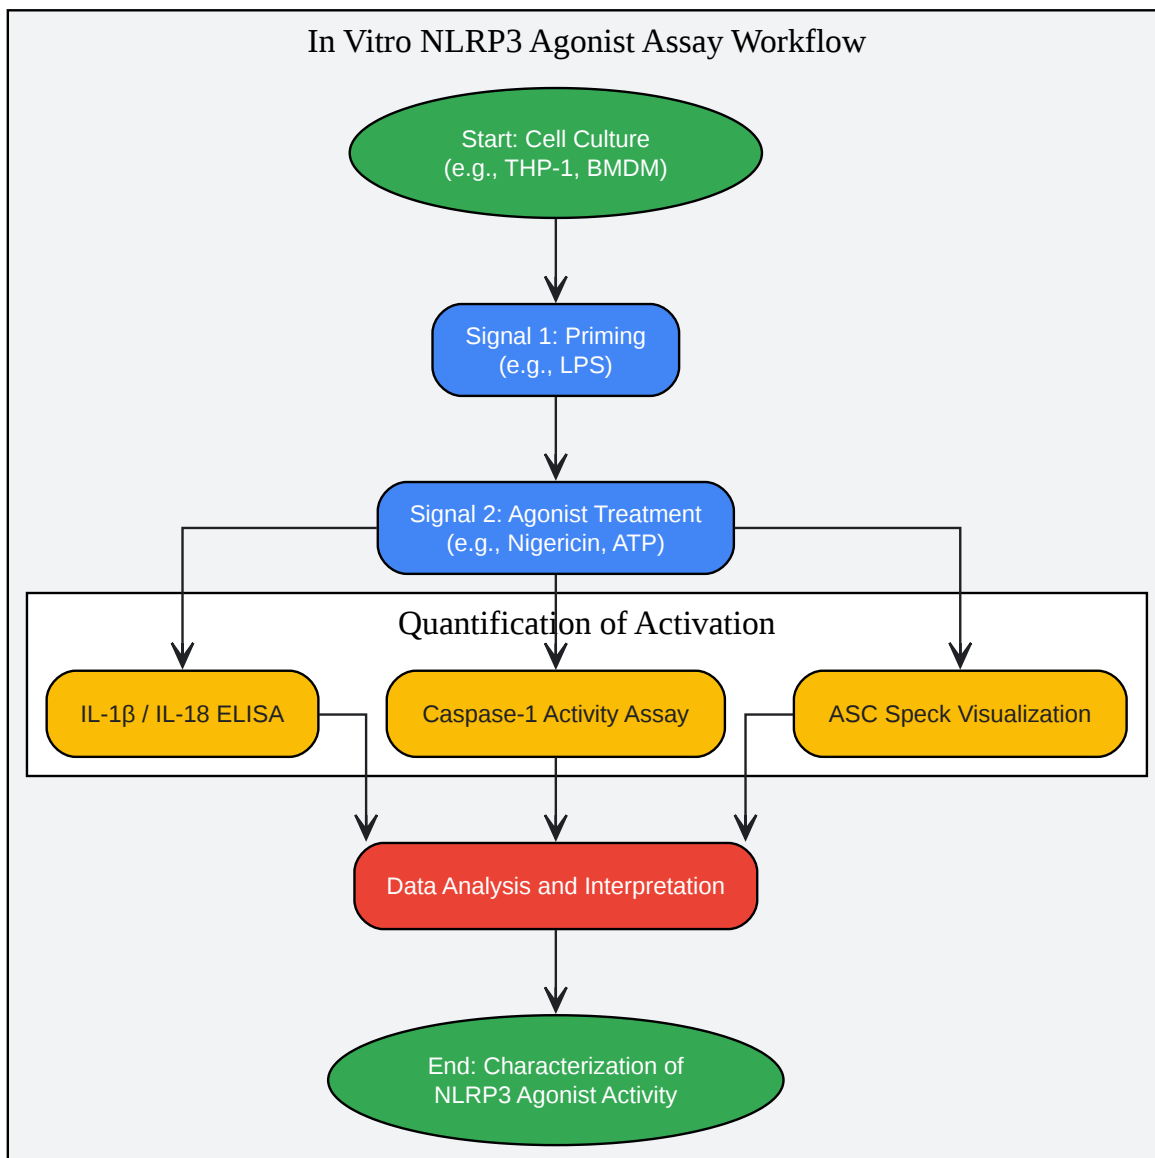 In Vitro NLRP3 Agonist Assay Workflow
Start: Cell Culture
(e.g., THP-1, BMDM)
Signal 1: Priming
(e.g., LPS)
Signal 2: Agonist Treatment
(e.g., Nigericin, ATP)
Quantification of Activation
IL-1β / IL-18 ELISA
Caspase-1 Activity Assay
ASC Speck Visualization
Data Analysis and Interpretation
End: Characterization of
NLRP3 Agonist Activity